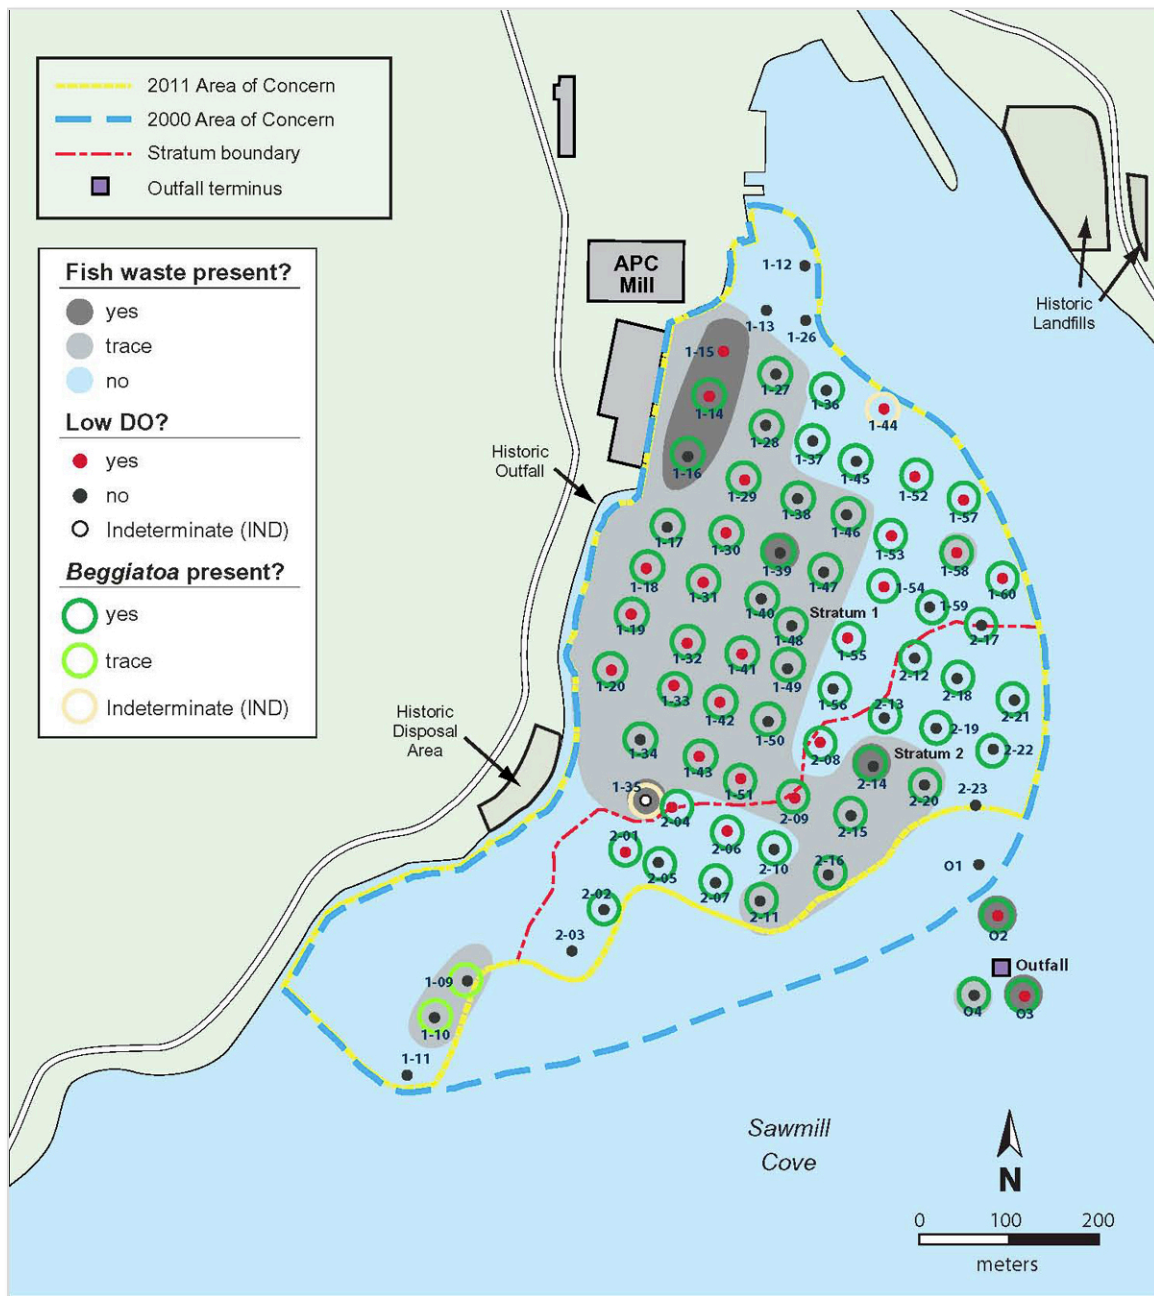 2011 Area of Concern
2000 Area of Concern
Stratum boundary
Outfall terminus
Fish waste present?
yes
trace
no
Low DO?
yes
no
Indeterminate (IND)
Beggiatoa present?
yes
trace
Indeterminate (IND)
APC
Mill
Historic
Landfills
Historic
Outfall
Historic
Disposal
Area
1-12
1-13
1-26
1-15
1-27
1-36
1-14
1-44
1-28
1-37
1-16
1-45
1-29
1-52
1-57
1-38
1-46
1-17
1-30
1-53
1-39
1-58
1-18
1-31
1-47
1-54
1-60
1-40
1-59
Stratum 1
1-19
1-48
2-17
1-32
1-41
1-55
1-20
1-49
2-12
1-33
2-18
1-42
1-56
2-13
2-21
1-50
2-19
1-34
2-08
2-22
Stratum 2
1-43
2-14
1-35
1-51
2-20
2-23
2-04
2-09
2-15
2-01
2-06
2-05
2-10
O1
2-16
2-07
2-02
2-11
2-03
O2
Outfall
1-09
O4
O3
1-10
1-11
Sawmill
Cove
N
0 100 200
meters